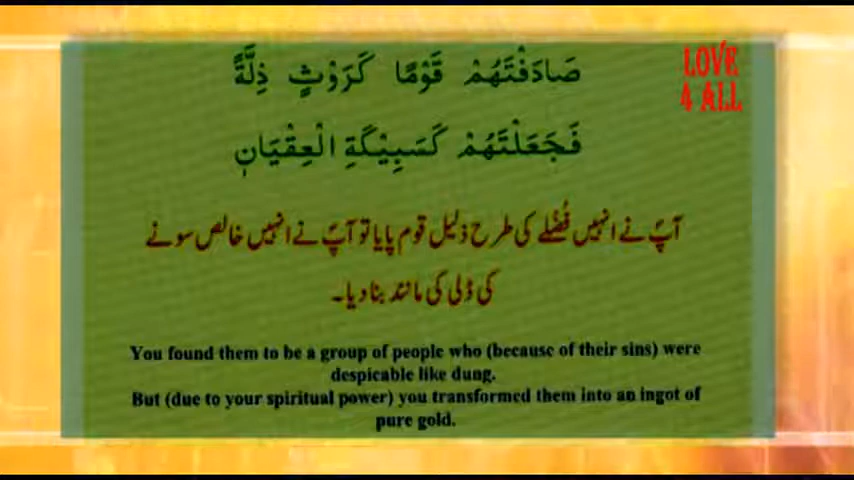 صَادَفْتَهُمْ قَوْمًا كَرَوْثٍ ذِلَّةً
فَجَعَلْتَهُمْ كَسَبِيْكَةِ الْعِقْيَانٖ
آپؐ نے انہیں فُضلے کی طرح ذلیل قوم پایا تو آپؐ نے انہیں خالص سونے
کی ڈلی کی مانند بنا دیا۔
You found them to be a group of people who (because of their sins) were
despicable like dung.
But (due to your spiritual power) you transformed them into an ingot of
pure gold.
LOVE
4 ALL